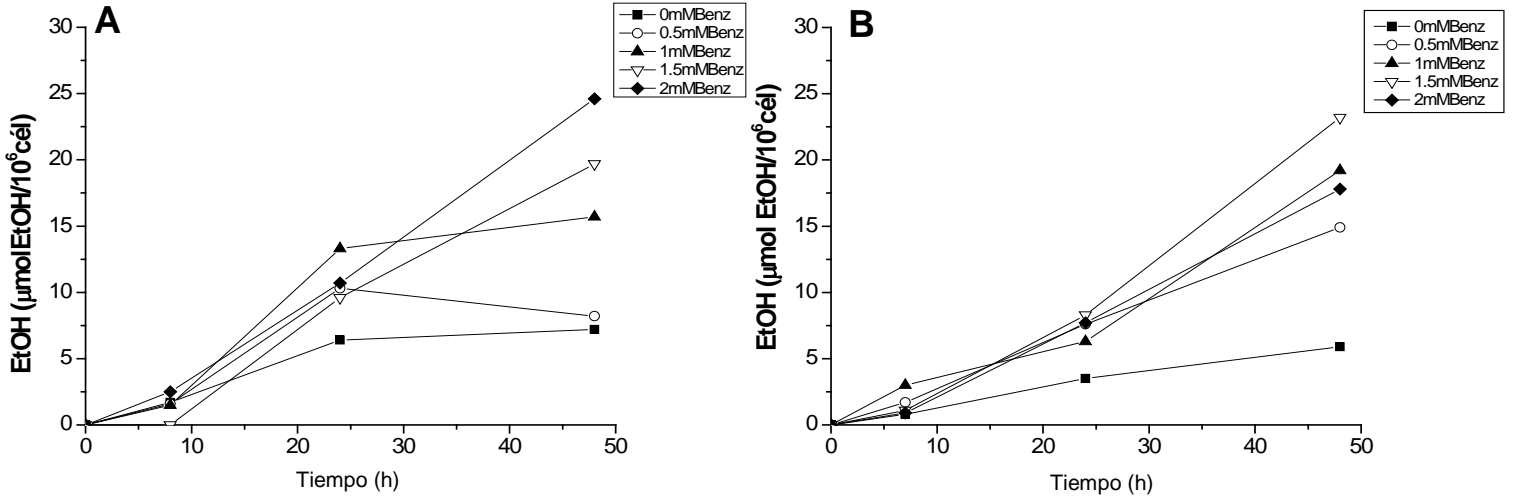 A
0mMBenz
0.5mMBenz
1mMBenz
1.5mMBenz
2mMBenz
30
25
20
15
10
5
0
EtOH (µmolEtOH/10⁶cél)
0 10 20 30 40 50
Tiempo (h)
B
0mMBenz
0.5mMBenz
1mMBenz
1.5mMBenz
2mMBenz
30
25
20
15
10
5
0
EtOH (µmol EtOH/10⁶cél)
0 10 20 30 40 50
Tiempo (h)